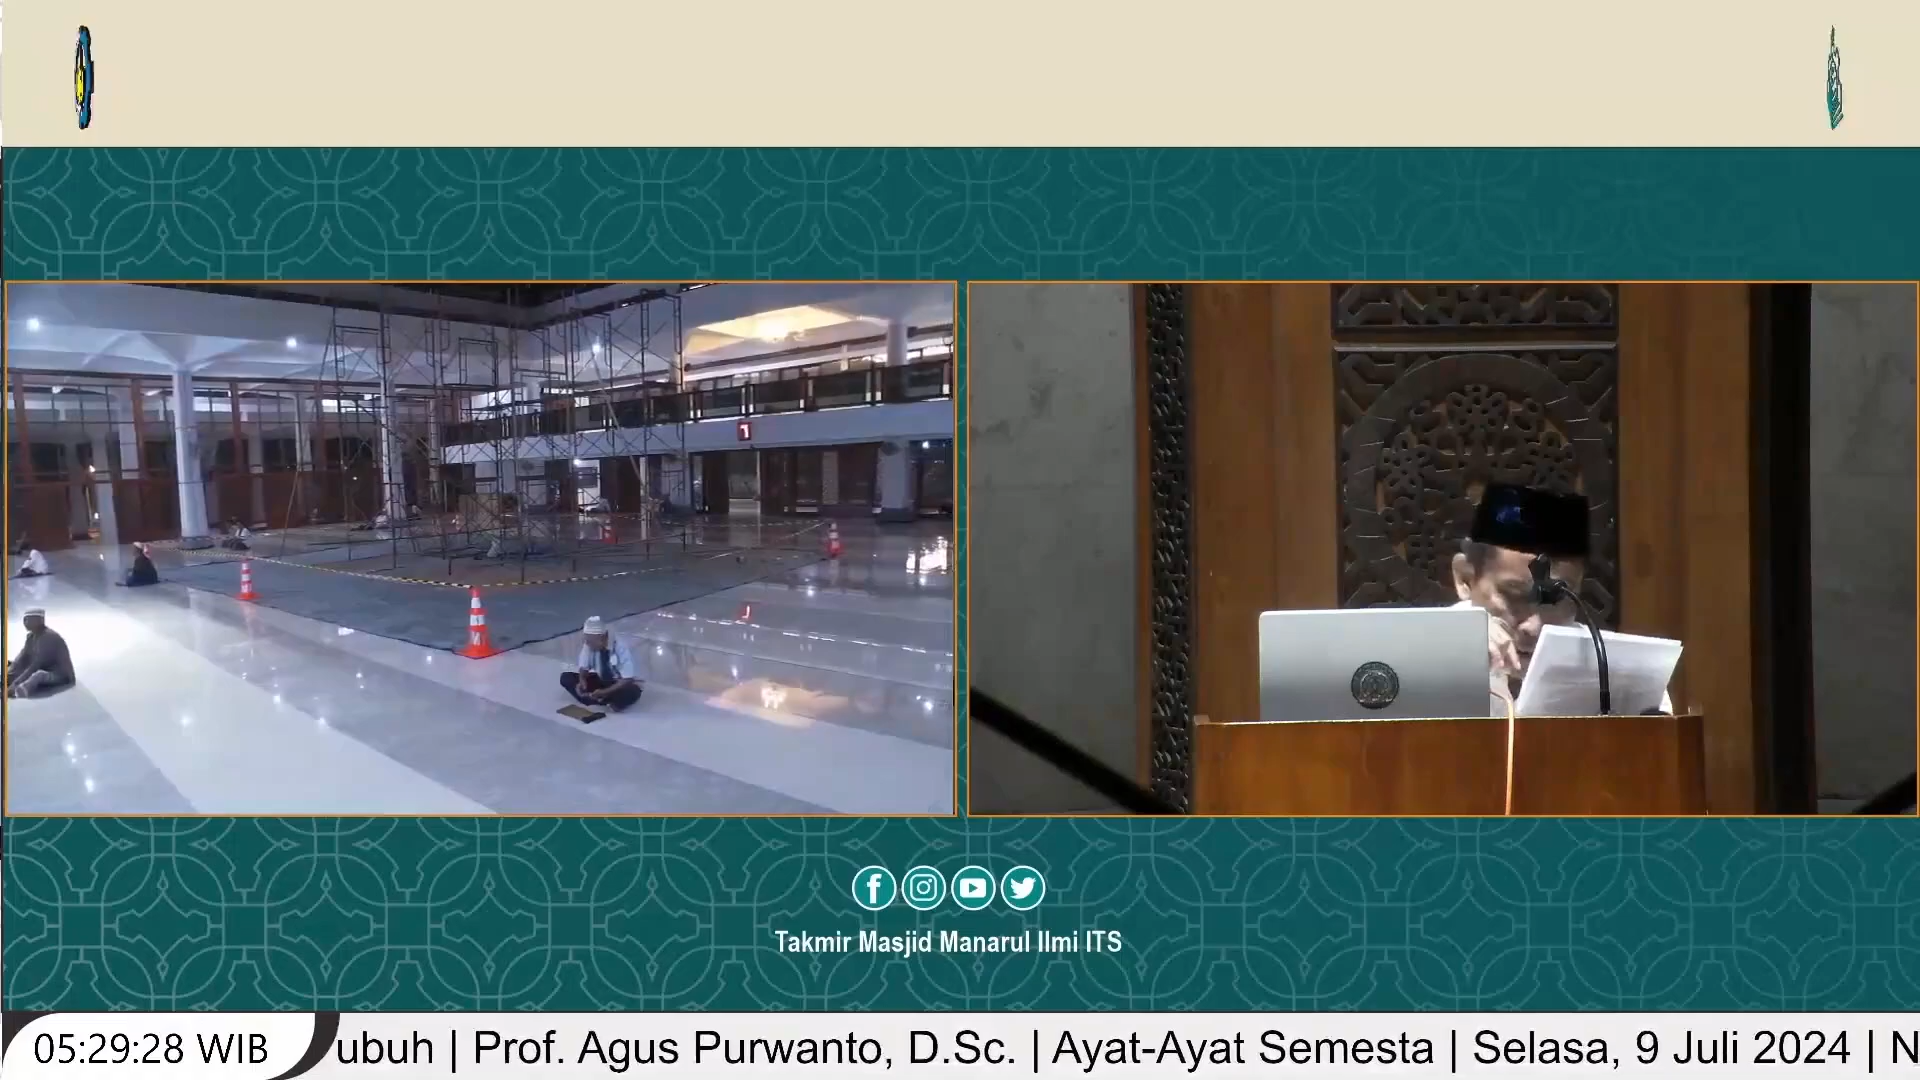 Takmir Masjid Manarul Ilmi ITS
05:29:28 WIB
ubuh | Prof. Agus Purwanto, D.Sc. | Ayat-Ayat Semesta | Selasa, 9 Juli 2024 | N